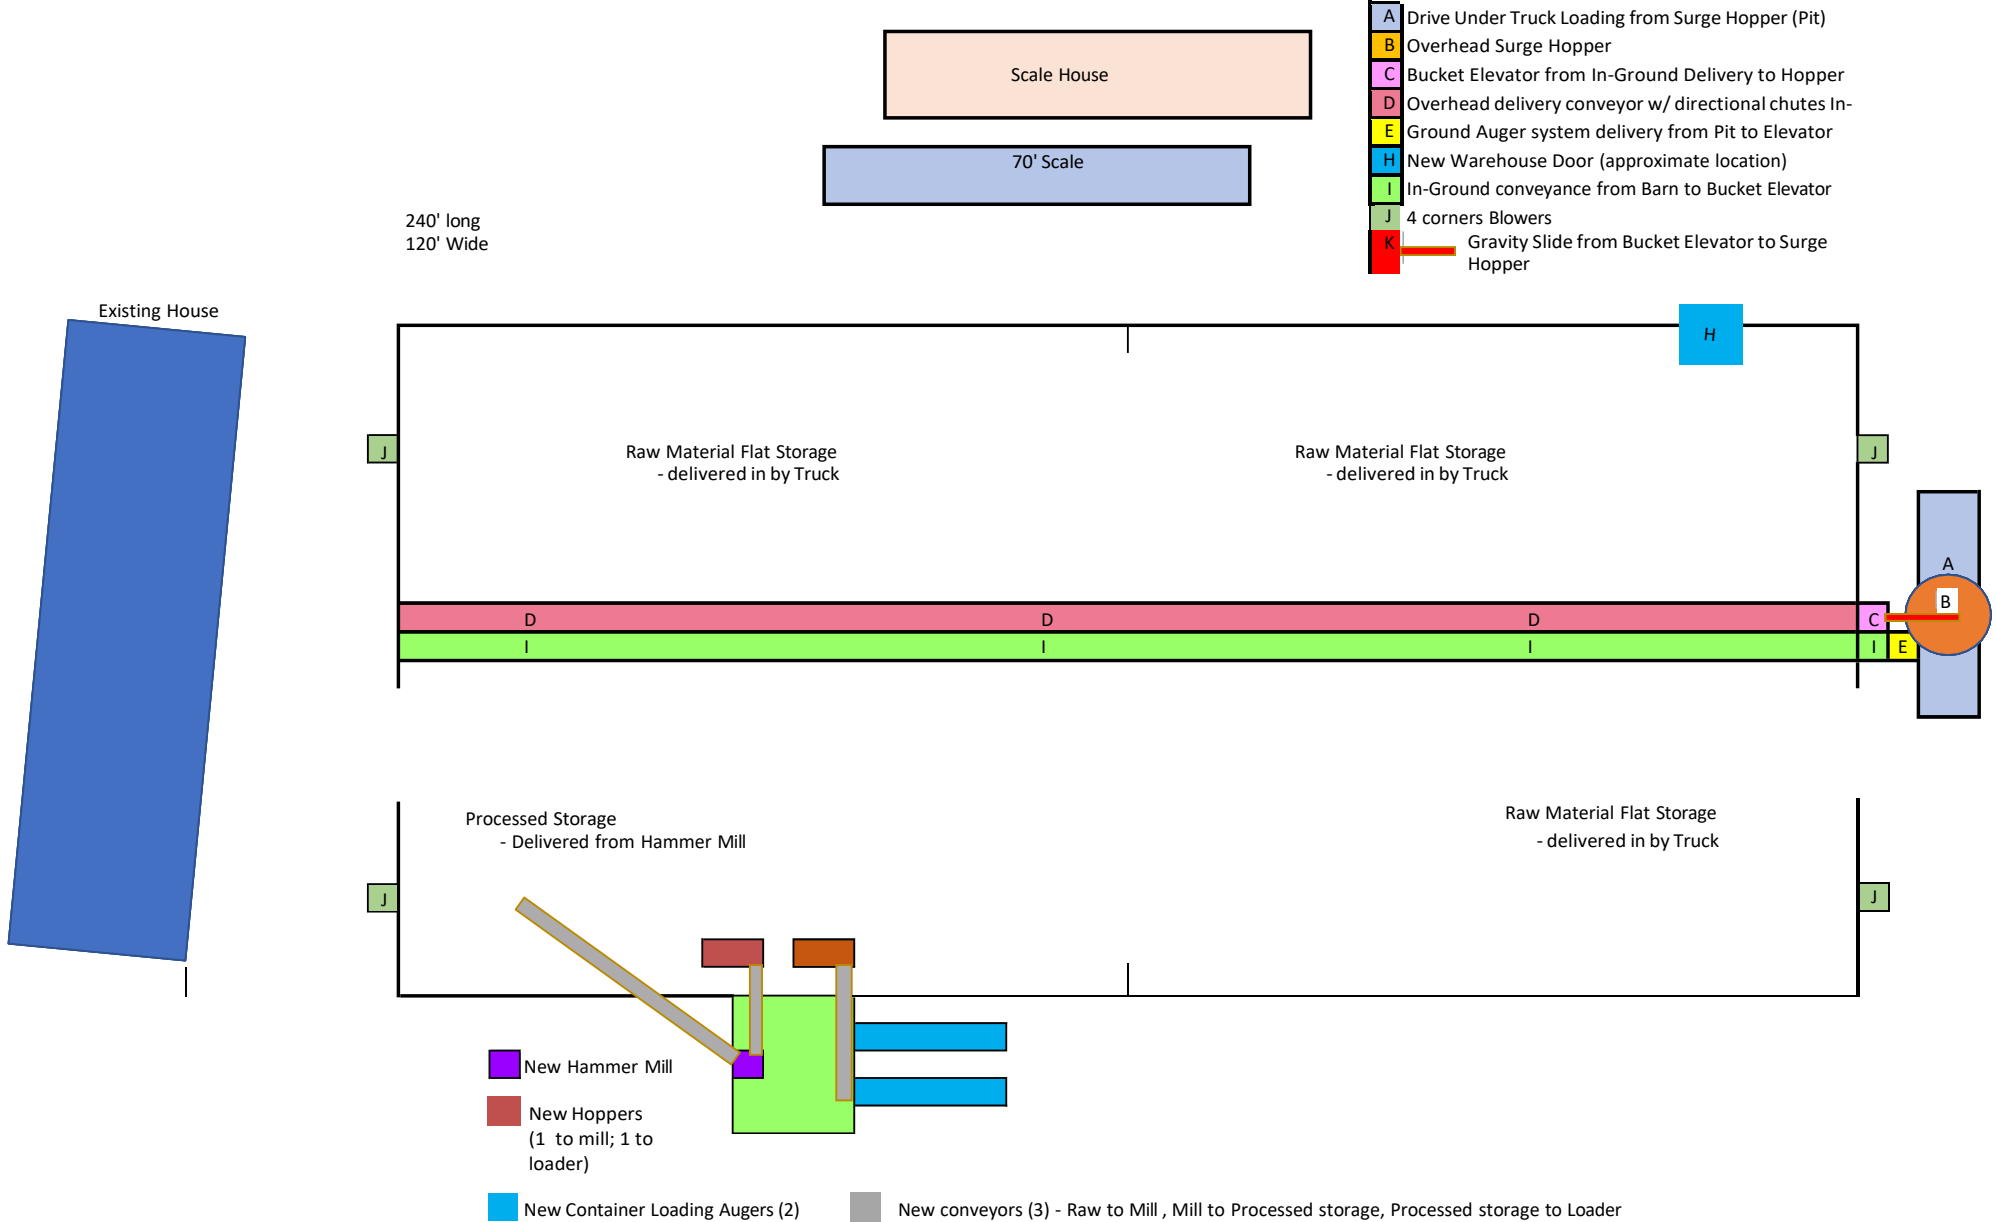 A Drive Under Truck Loading from Surge Hopper (Pit)
B Overhead Surge Hopper
C Bucket Elevator from In-Ground Delivery to Hopper
D Overhead delivery conveyor w/ directional chutes In-
E Ground Auger system delivery from Pit to Elevator
H New Warehouse Door (approximate location)
I In-Ground conveyance from Barn to Bucket Elevator
J 4 corners Blowers
K Gravity Slide from Bucket Elevator to Surge
Hopper
Scale House
70' Scale
240' long
120' Wide
Existing House
H
J
Raw Material Flat Storage
- delivered in by Truck
Raw Material Flat Storage
- delivered in by Truck
J
A
B
D D D C
I I I I E
Processed Storage
- Delivered from Hammer Mill
Raw Material Flat Storage
- delivered in by Truck
J
J
New Hammer Mill
New Hoppers
(1 to mill; 1 to
loader)
New Container Loading Augers (2)
New conveyors (3) - Raw to Mill , Mill to Processed storage, Processed storage to Loader